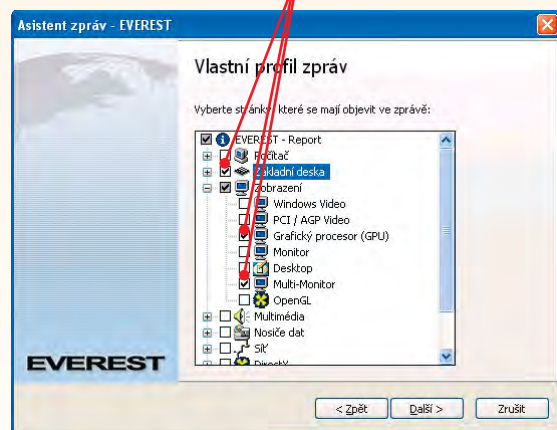 Asistent zpráv - EVEREST
Vlastní profil zpráv
Vyberte stránky, které se mají objevit ve zprávě:
EVEREST - Report
Počítač
Základní deska
Zobrazení
Windows Video
PCI / AGP Video
Grafický procesor (GPU)
Monitor
Desktop
Multi-Monitor
OpenGL
Multimédia
Nosiče dat
Síť
DirectX
EVEREST
< Zpět
Další >
Zrušit